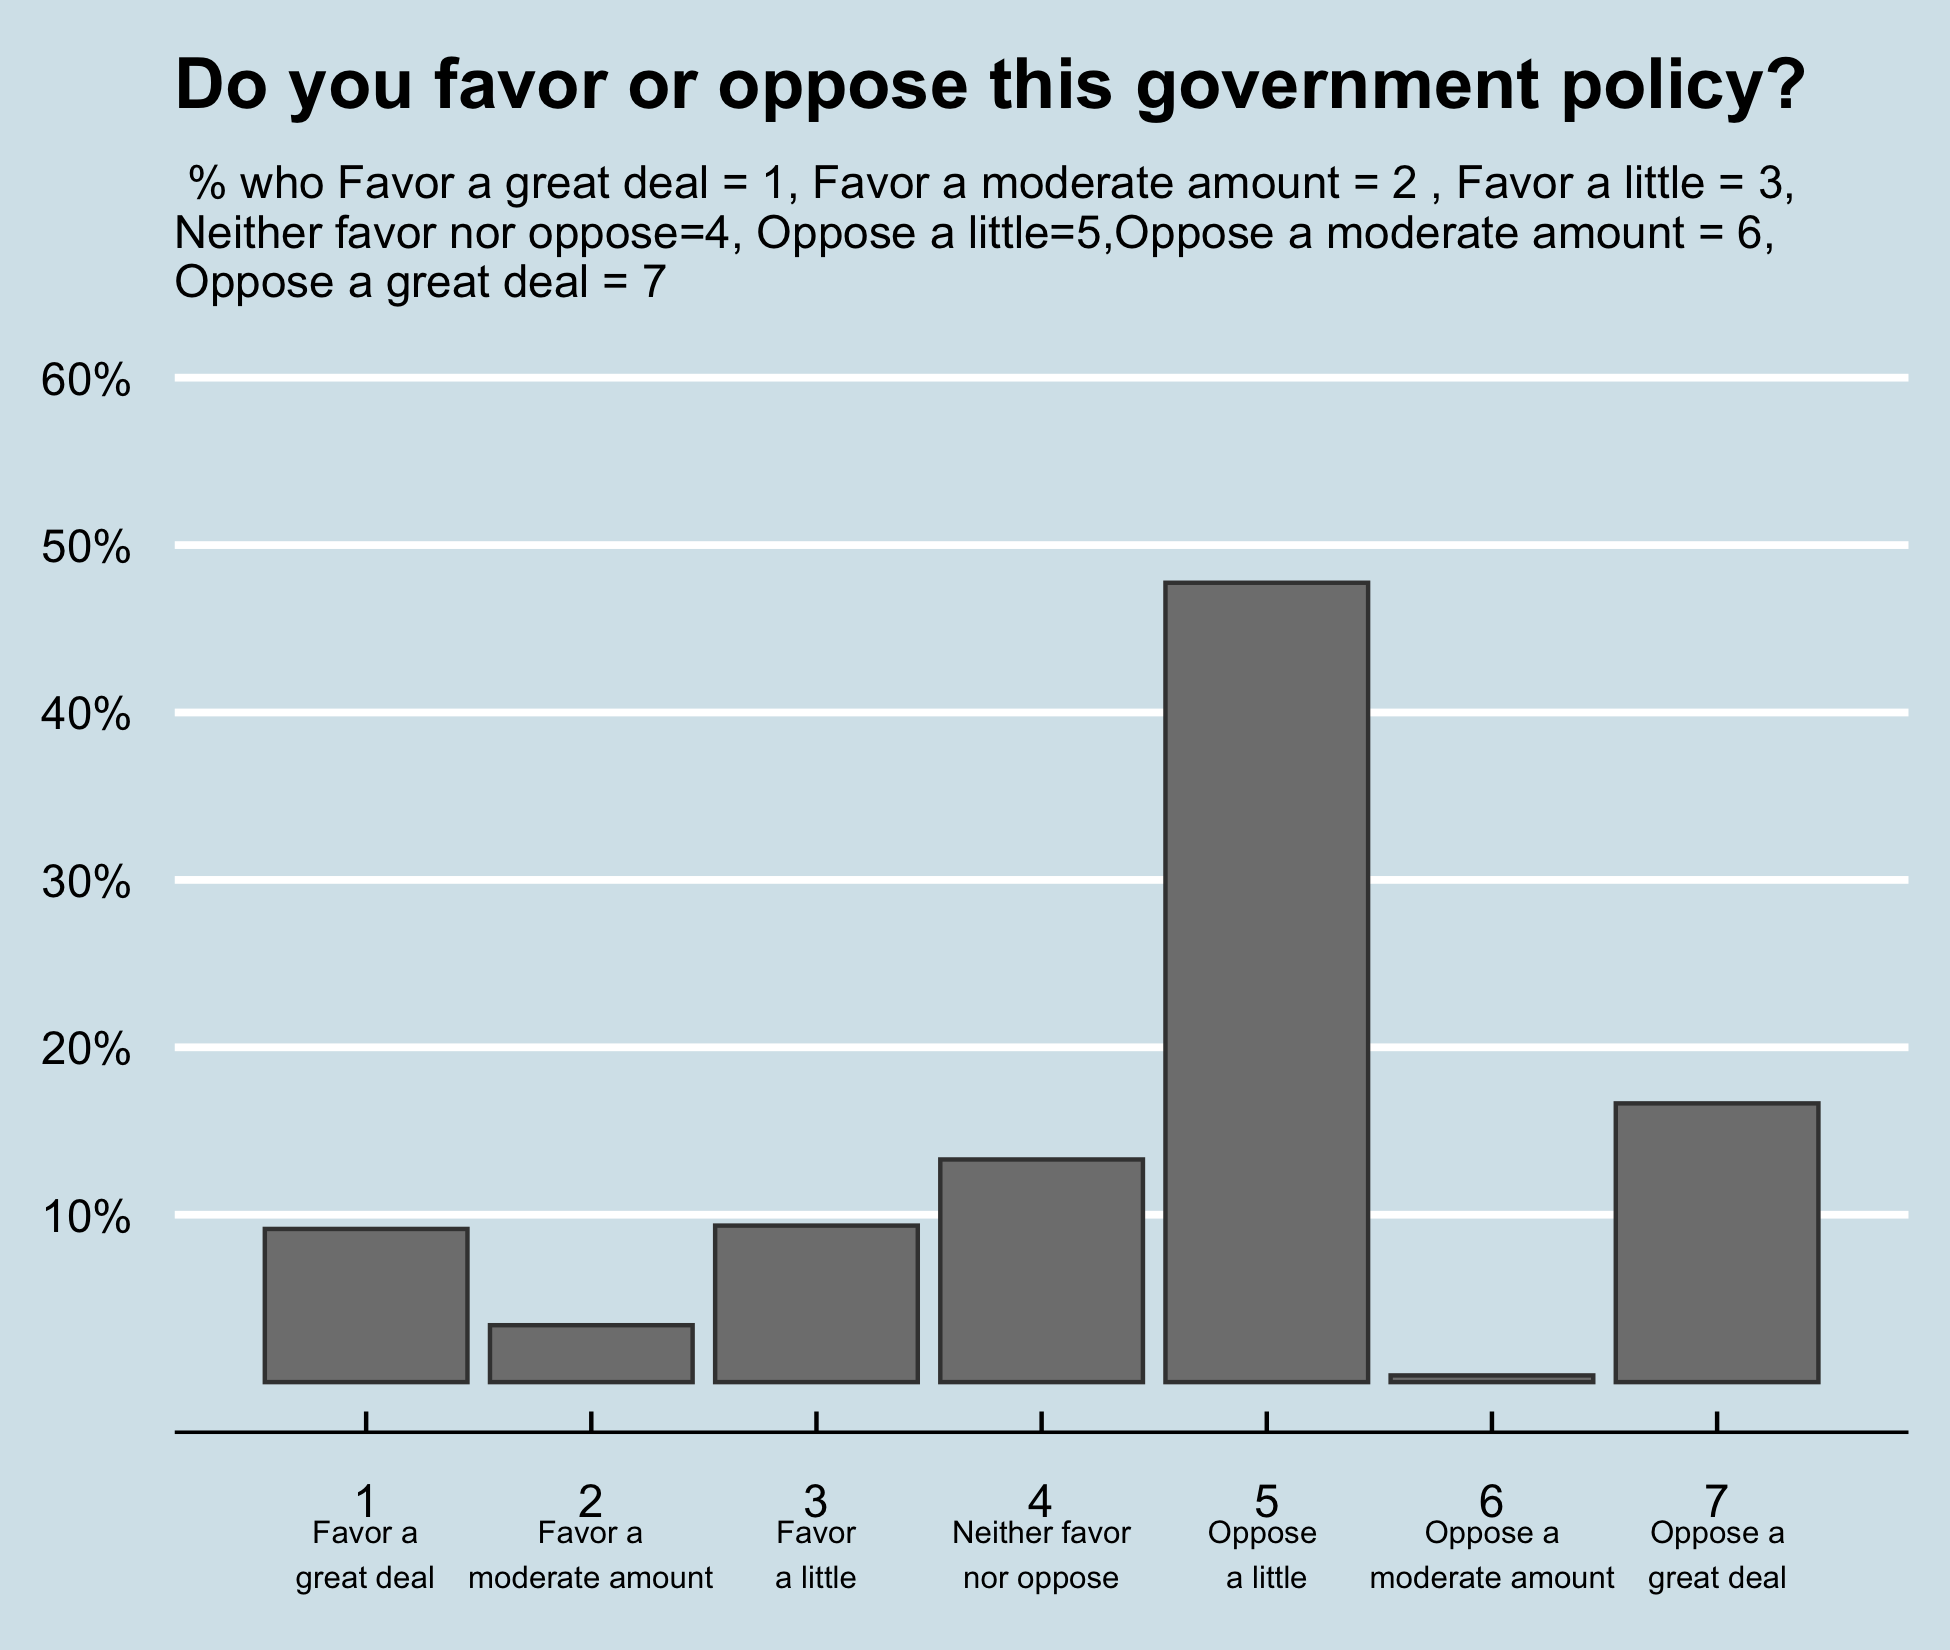 Do you favor or oppose this government policy?
% who Favor a great deal = 1, Favor a moderate amount = 2 , Favor a little = 3,
Neither favor nor oppose=4, Oppose a little=5,Oppose a moderate amount = 6,
Oppose a great deal = 7
60%
50%
40%
30%
20%
10%
1 2 3 4 5 6 7
Favor a Favor a Favor Neither favor Oppose Oppose a Oppose a
great deal moderate amount a little nor oppose a little moderate amount great deal